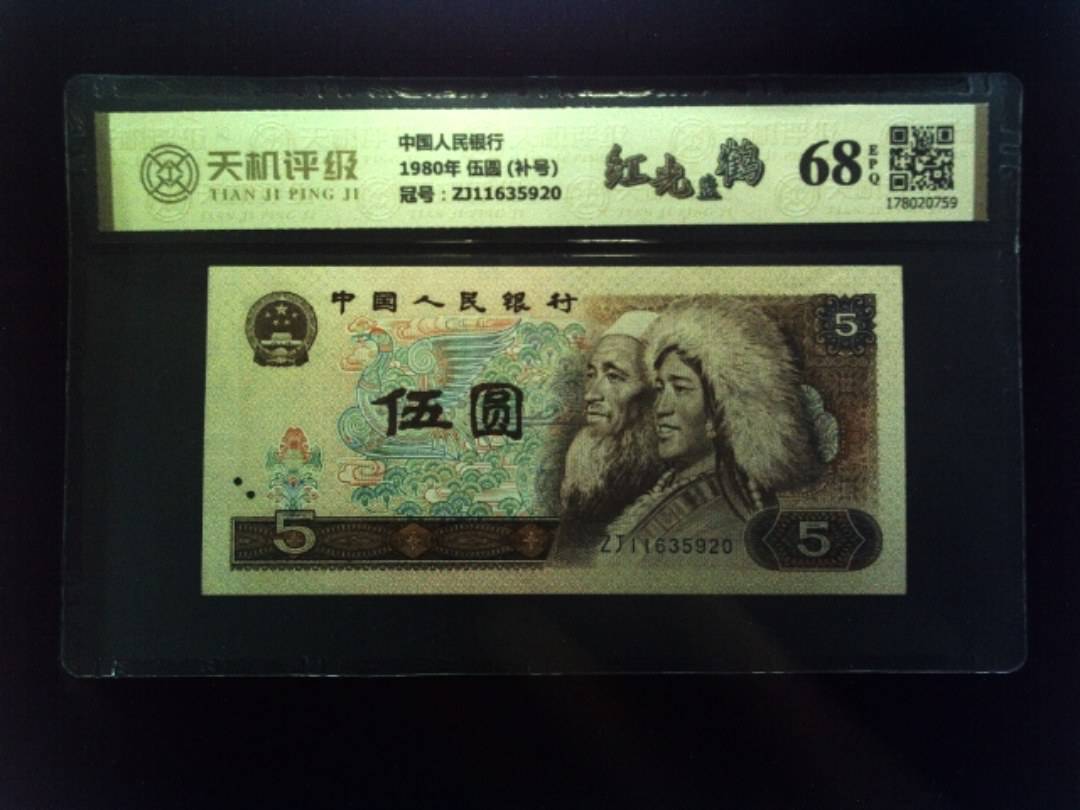 天机评级
TIAN JI PING JI
中国人民银行
1980年 伍圆 (补号)
冠号：ZJ11635920
红光蓝鹤
68
EPQ
178020759
中国人民银行
5
伍圆
5
ZJ11635920
5